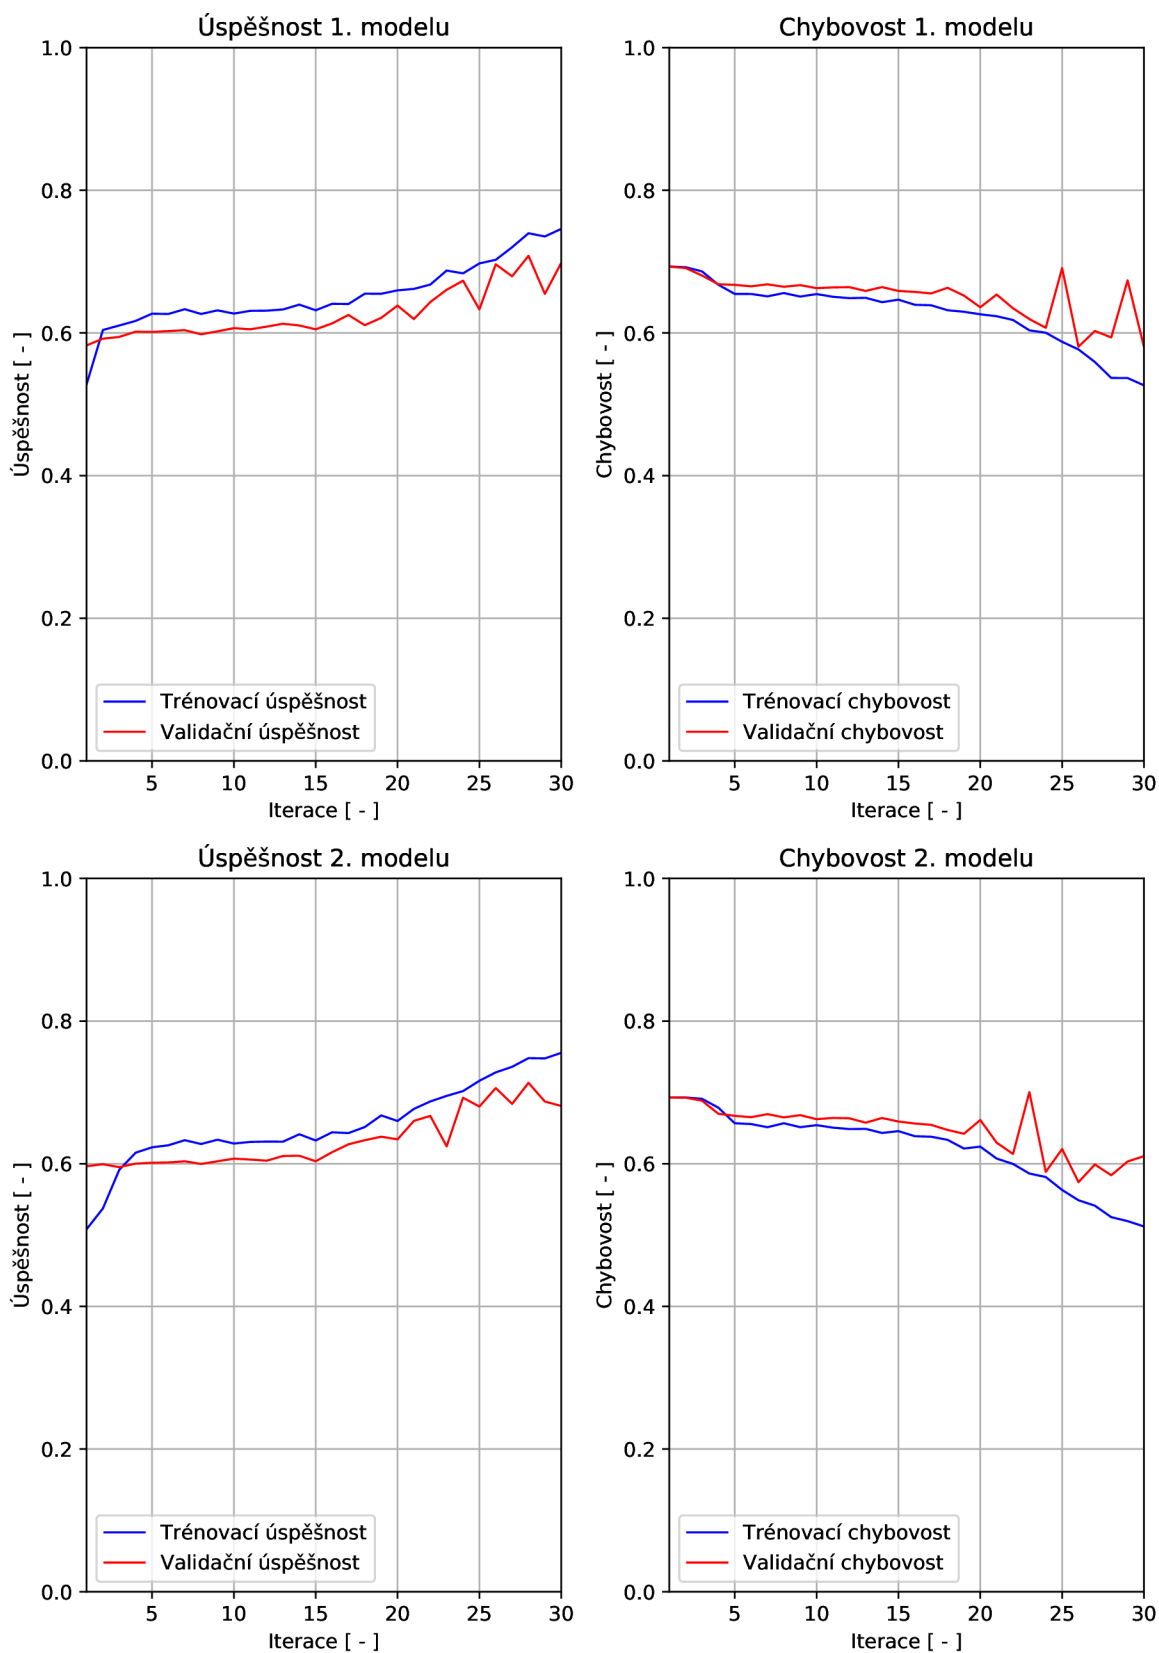 Úspěšnost 1. modelu
1.0
0.8
0.6
0.4
0.2
0.0
Úspěšnost [ - ]
Trénovací úspěšnost
Validační úspěšnost
5 10 15 20 25 30
Iterace [ - ]
Chybovost 1. modelu
1.0
0.8
0.6
0.4
0.2
0.0
Chybovost [ - ]
Trénovací chybovost
Validační chybovost
5 10 15 20 25 30
Iterace [ - ]
Úspěšnost 2. modelu
1.0
0.8
0.6
0.4
0.2
0.0
Úspěšnost [ - ]
Trénovací úspěšnost
Validační úspěšnost
5 10 15 20 25 30
Iterace [ - ]
Chybovost 2. modelu
1.0
0.8
0.6
0.4
0.2
0.0
Chybovost [ - ]
Trénovací chybovost
Validační chybovost
5 10 15 20 25 30
Iterace [ - ]